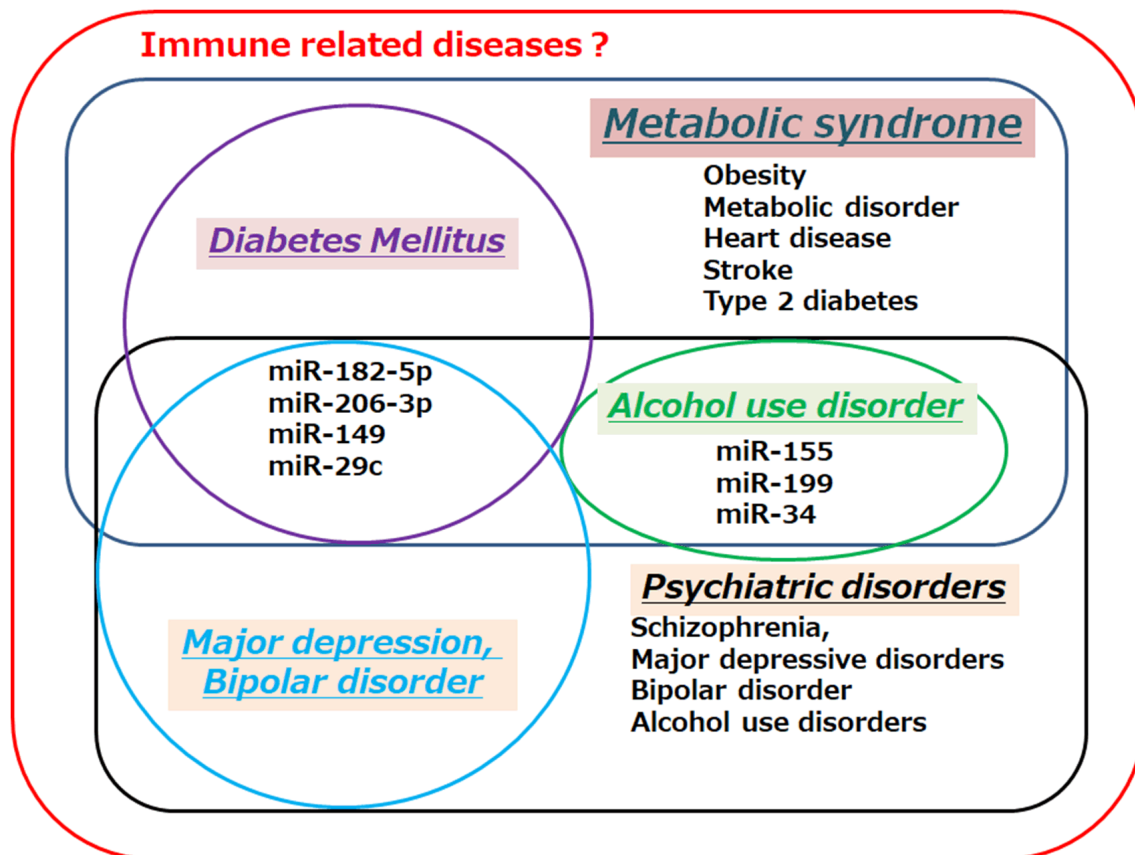 Immune related diseases ?
Metabolic syndrome
Obesity
Metabolic disorder
Heart disease
Stroke
Type 2 diabetes
Diabetes Mellitus
miR-182-5p
miR-206-3p
miR-149
miR-29c
Alcohol use disorder
miR-155
miR-199
miR-34
Major depression,
Bipolar disorder
Psychiatric disorders
Schizophrenia,
Major depressive disorders
Bipolar disorder
Alcohol use disorders